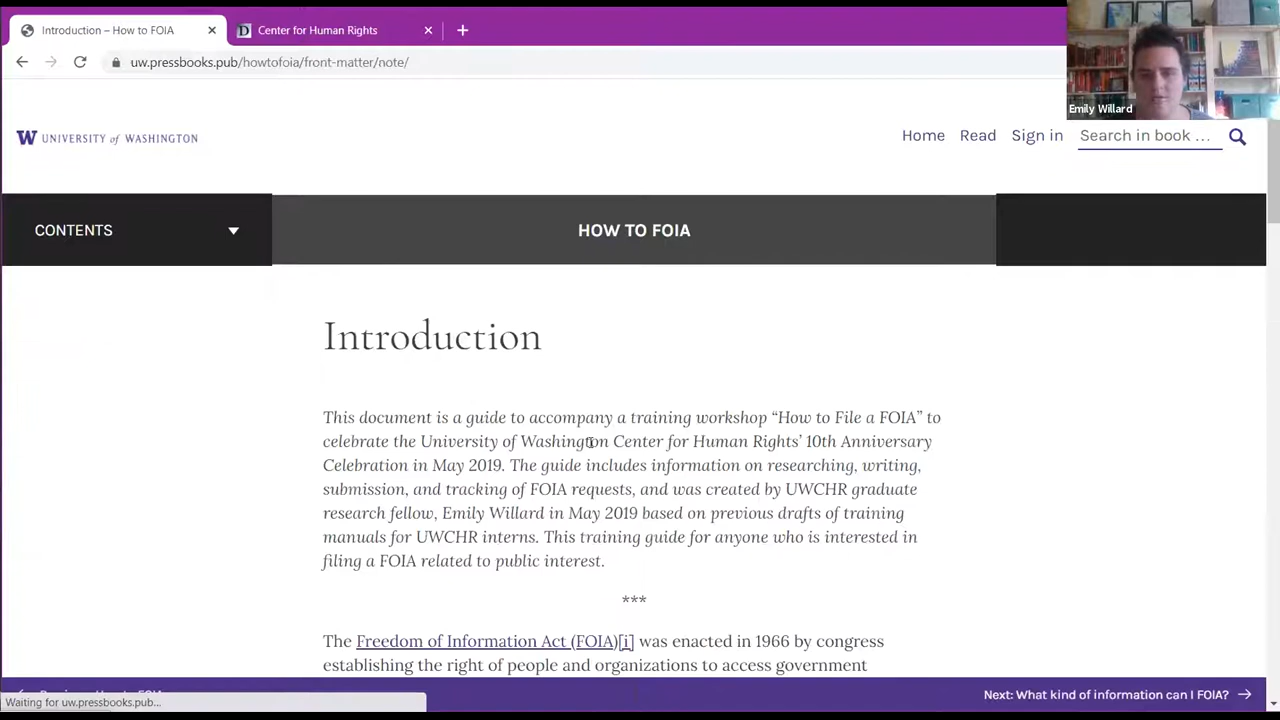 Introduction – How to FOIA
Center for Human Rights
uw.pressbooks.pub/howtofoia/front-matter/note/
Emily Willard
W UNIVERSITY of WASHINGTON
Home Read Sign in Search in book …
CONTENTS
HOW TO FOIA
Introduction
This document is a guide to accompany a training workshop “How to File a FOIA” to
celebrate the University of Washington Center for Human Rights’ 10th Anniversary
Celebration in May 2019. The guide includes information on researching, writing,
submission, and tracking of FOIA requests, and was created by UWCHR graduate
research fellow, Emily Willard in May 2019 based on previous drafts of training
manuals for UWCHR interns. This training guide for anyone who is interested in
filing a FOIA related to public interest.
***
The Freedom of Information Act (FOIA)[i] was enacted in 1966 by congress
establishing the right of people and organizations to access government
Next: What kind of information can I FOIA?
Waiting for uw.pressbooks.pub...